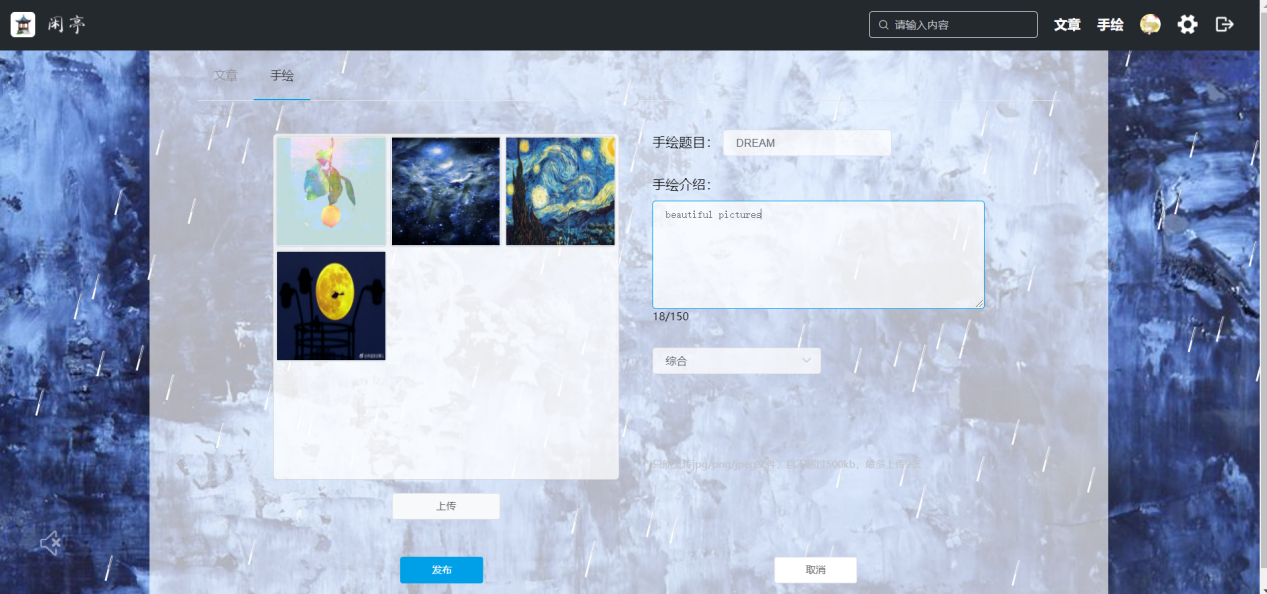 闲亭
请输入内容
文章 手绘
文章 手绘
手绘题目： DREAM
手绘介绍：
beautiful pictures
18/150
综合
上传
发布
取消